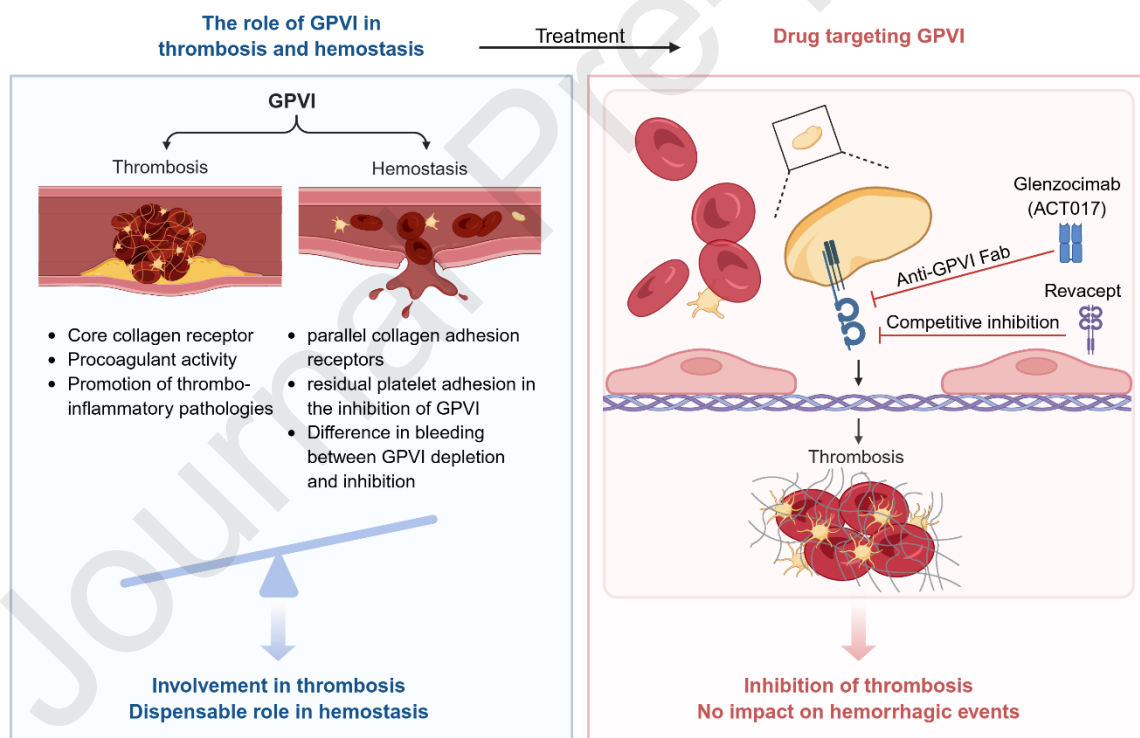 The role of GPVI in
thrombosis and hemostasis
Treatment
Drug targeting GPVI
GPVI
Thrombosis
Hemostasis
• Core collagen receptor
• Procoagulant activity
• Promotion of thrombo-
inflammatory pathologies
• parallel collagen adhesion
receptors
• residual platelet adhesion in
the inhibition of GPVI
• Difference in bleeding
between GPVI depletion
and inhibition
Involvement in thrombosis
Dispensable role in hemostasis
Glenzocimab
(ACT017)
Anti-GPVI Fab
Revacept
Competitive inhibition
Thrombosis
Inhibition of thrombosis
No impact on hemorrhagic events
Journal Pre-